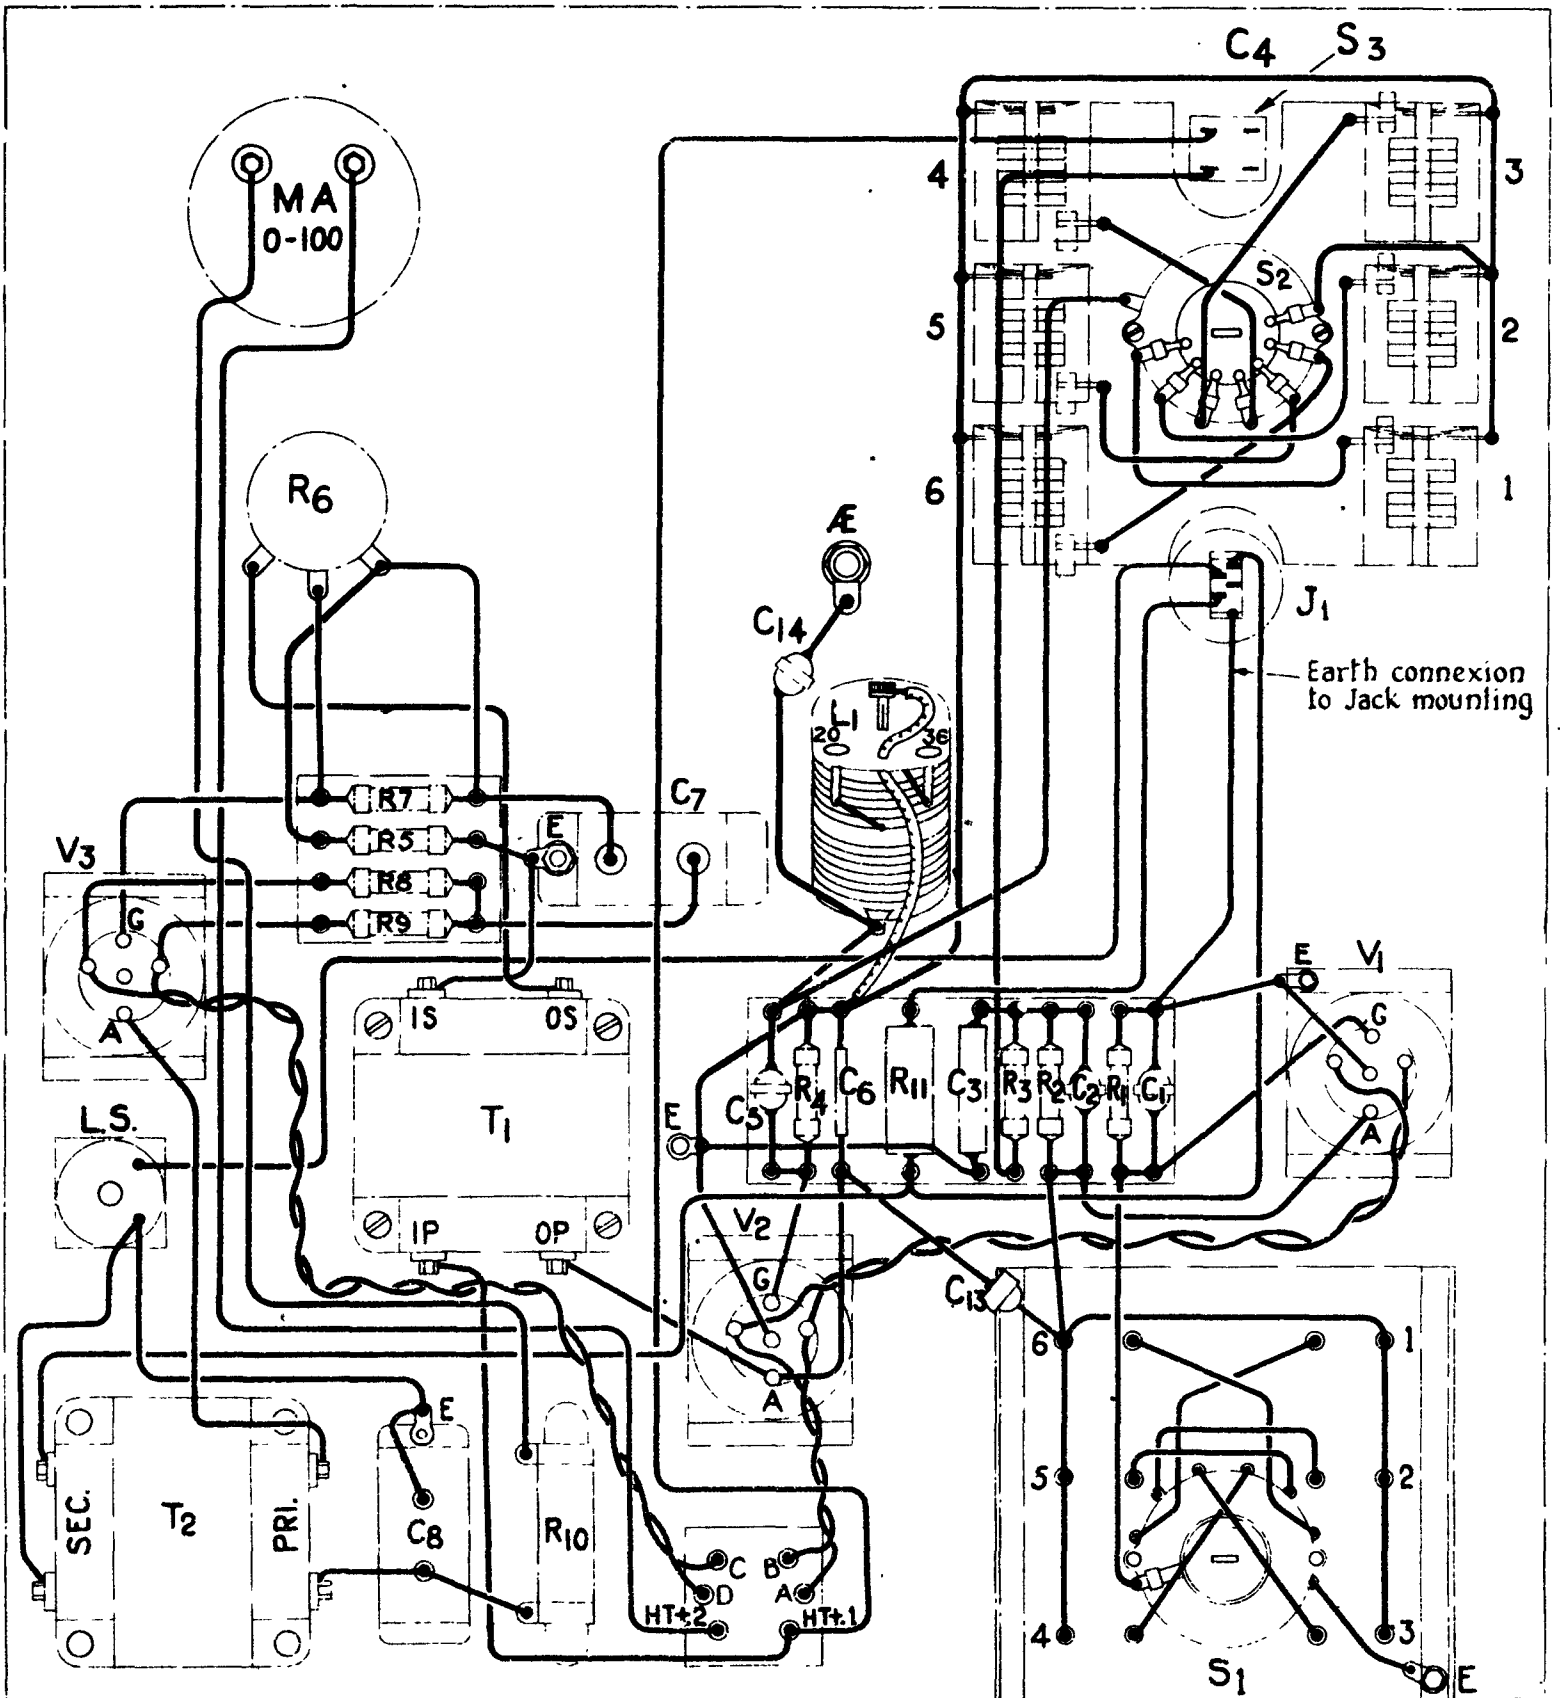 C4 S3
MA
0-100
4
3
S2
5
2
6
1
R6
Æ
C14
J1
Earth connexion
to Jack mounting
L1
20 36
R7
C7
R5
E
V3
R8
G
R9
A
IS OS
E V1
G
L.S.
T1
C5 R4 C6 R11 C3 R3 R2 C2 R1 C1
E
A
IP OP
V2
G
C13
A
6 1
E
5 2
SEC. T2 PRI.
C8
R10
C B
D A
HT+2 HT+1
4 3
S1
E